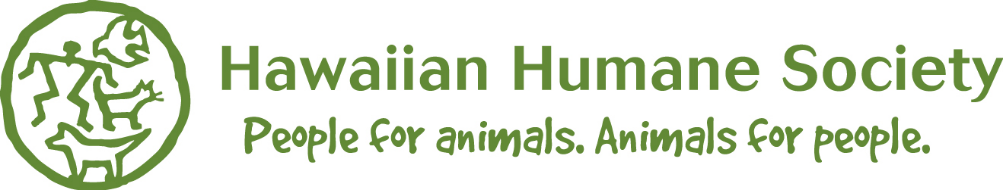 Hawaiian Humane Society
People for animals. Animals for people.